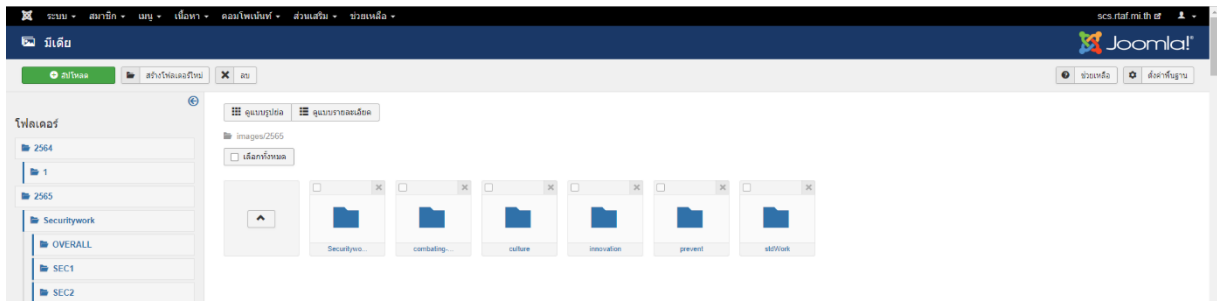 ระบบ สมาชิก เมนู เนื้อหา คอมโพเน้นท์ ส่วนเสริม ช่วยเหลือ scs.rtaf.mi.th
มีเดีย Joomla!
อัปโหลด สร้างโฟลเดอร์ใหม่ ลบ ช่วยเหลือ ตั้งค่าพื้นฐาน
โฟลเดอร์
2564
1
2565
Securitywork
OVERALL
SEC1
SEC2
ดูแบบรูปย่อ ดูแบบรายละเอียด
images/2565
เลือกทั้งหมด
Securitywo... combating-... culture innovation prevent stdWork